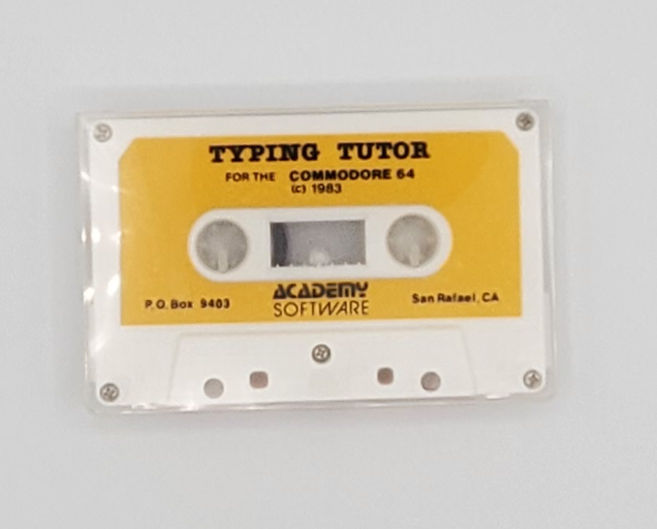 TYPING TUTOR
FOR THE COMMODORE 64
(c) 1983
ACADEMY
SOFTWARE
P.O. Box 9403
San Rafael, CA